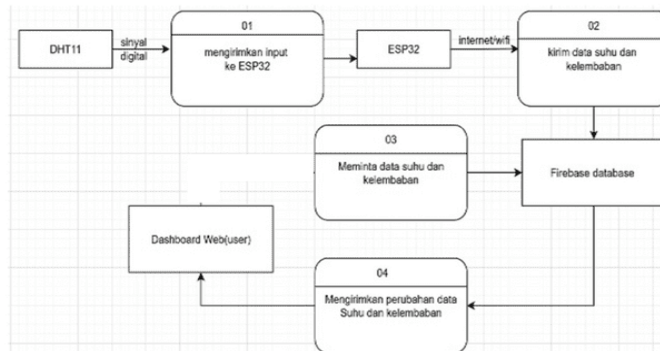 DHT11
sinyal
digital
01
mengirimkan input
ke ESP32
ESP32
internet/wifi
02
kirim data suhu dan
kelembaban
03
Meminta data suhu dan
kelembaban
Firebase database
Dashboard Web(user)
04
Mengirimkan perubahan data
Suhu dan kelembaban